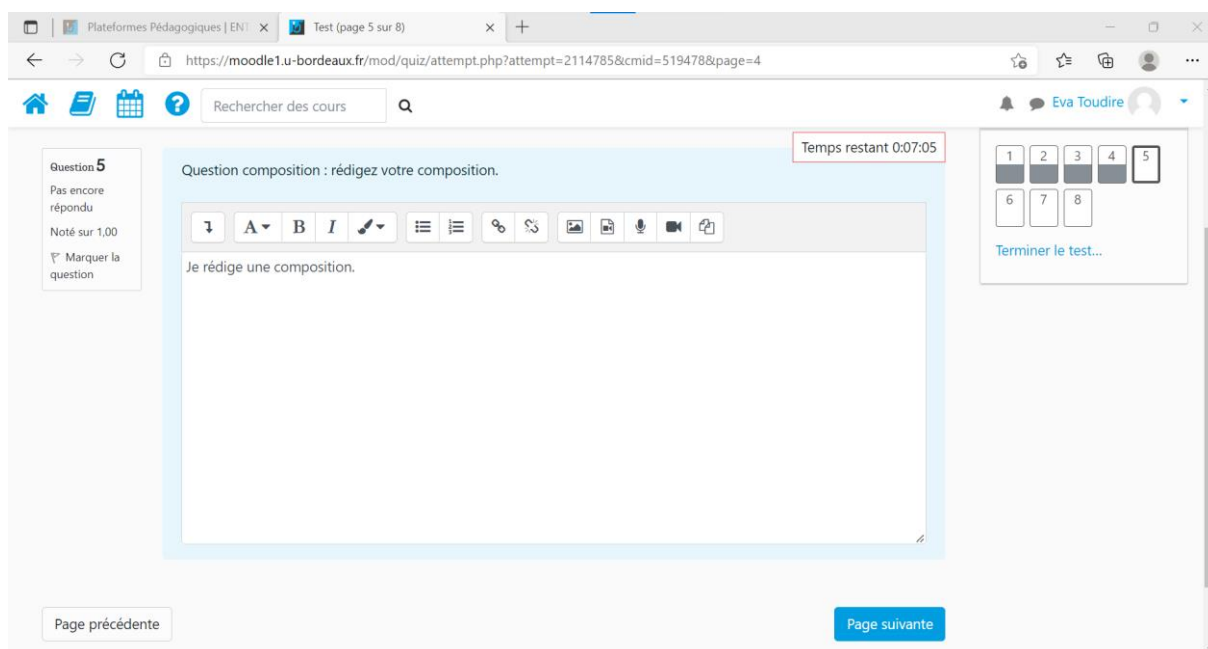 Plateformes Pédagogiques | ENT
Test (page 5 sur 8)
https://moodle1.u-bordeaux.fr/mod/quiz/attempt.php?attempt=2114785&cmid=519478&page=4
Rechercher des cours
Eva Toudire
Question 5
Pas encore
répondu
Noté sur 1,00
Marquer la
question
Temps restant 0:07:05
Question composition : rédigez votre composition.
A B I
Je rédige une composition.
1 2 3 4 5
6 7 8
Terminer le test...
Page précédente
Page suivante